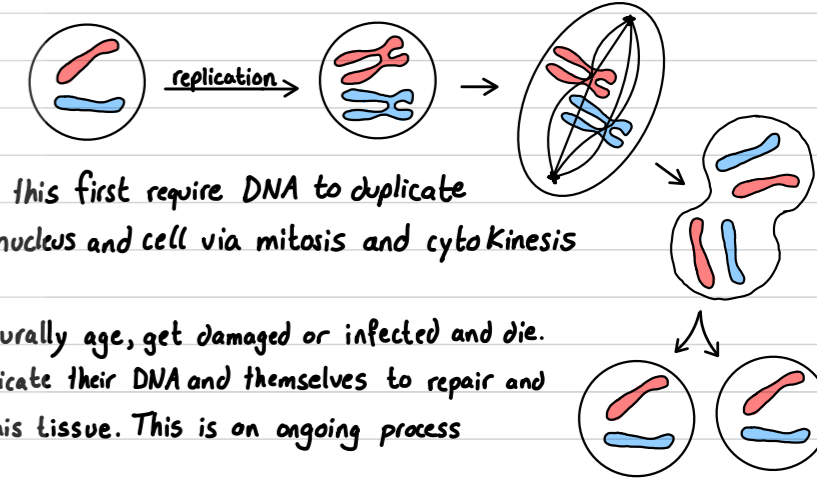 replication
this first require DNA to duplicate
nucleus and cell via mitosis and cytoKinesis
urally age, get damaged or infected and die.
icate their DNA and themselves to repair and
is tissue. This is on ongoing process